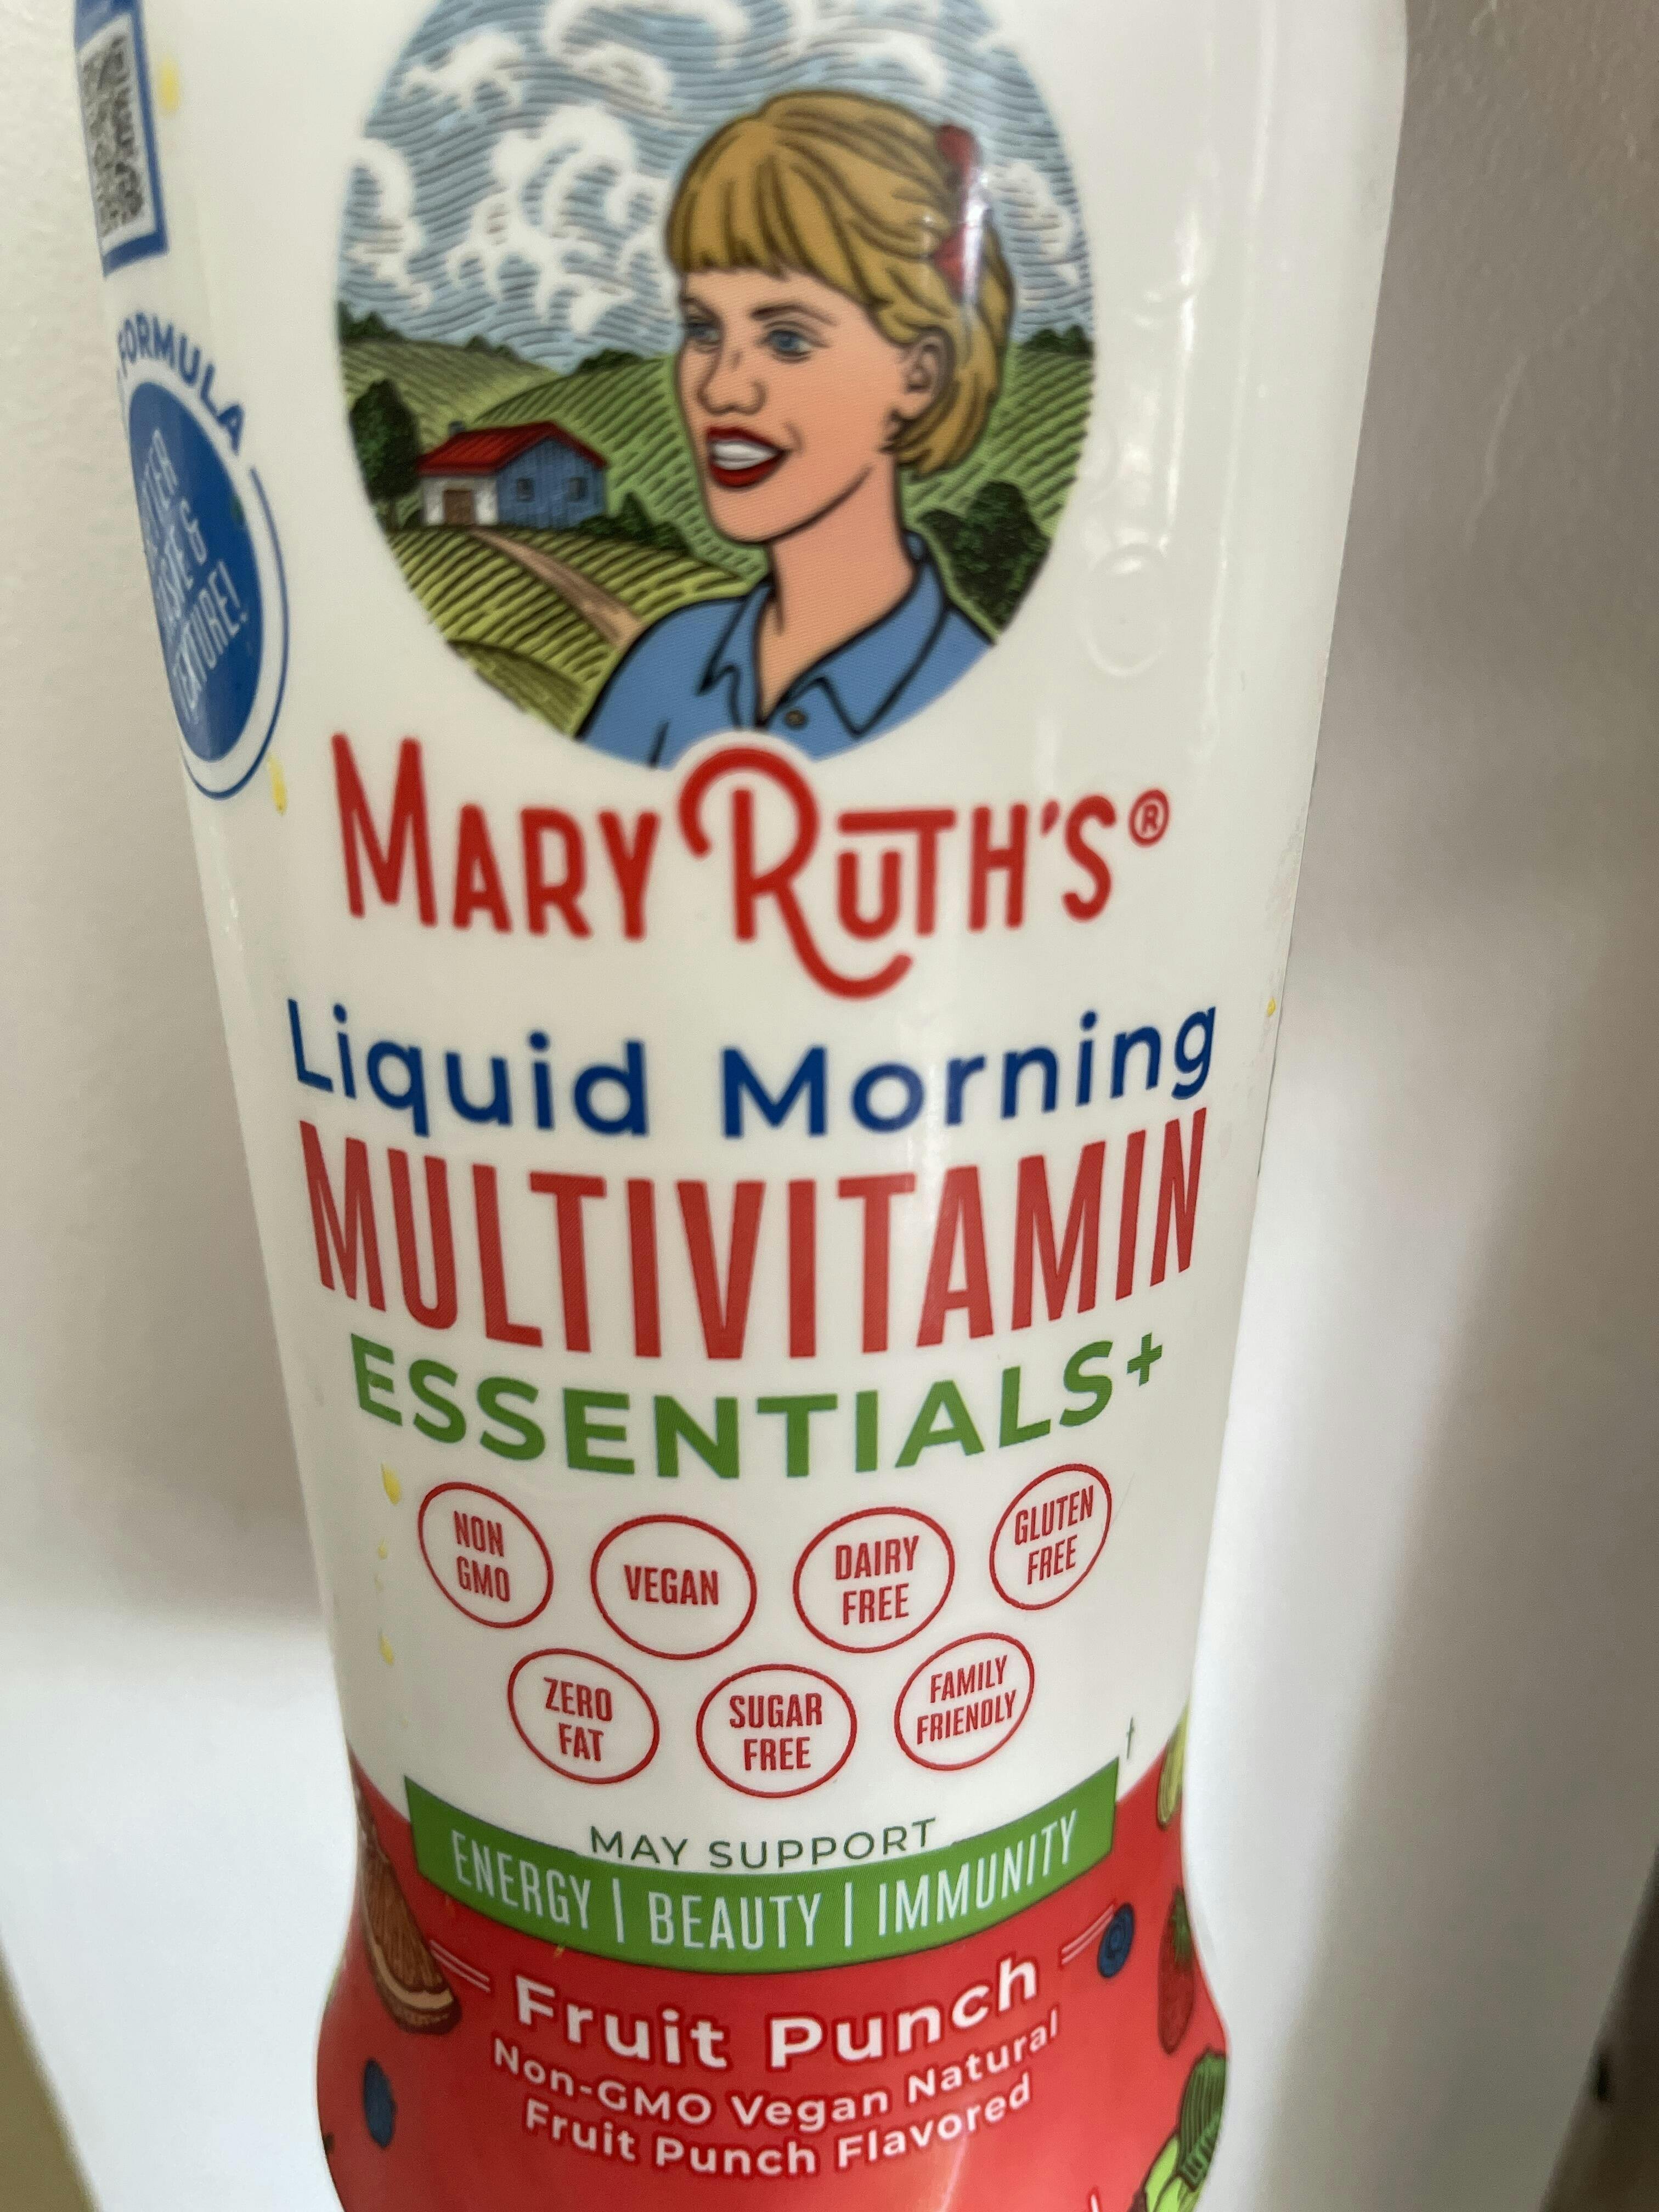 FORMULA
TEXTURE!
MARY RUTH'S®
Liquid Morning
MULTIVITAMIN
ESSENTIALS+
NON
GMO
VEGAN
DAIRY
FREE
GLUTEN
FREE
ZERO
FAT
SUGAR
FREE
FAMILY
FRIENDLY
MAY SUPPORT
ENERGY | BEAUTY | IMMUNITY†
Fruit Punch
Non-GMO Vegan Natural
Fruit Punch Flavored